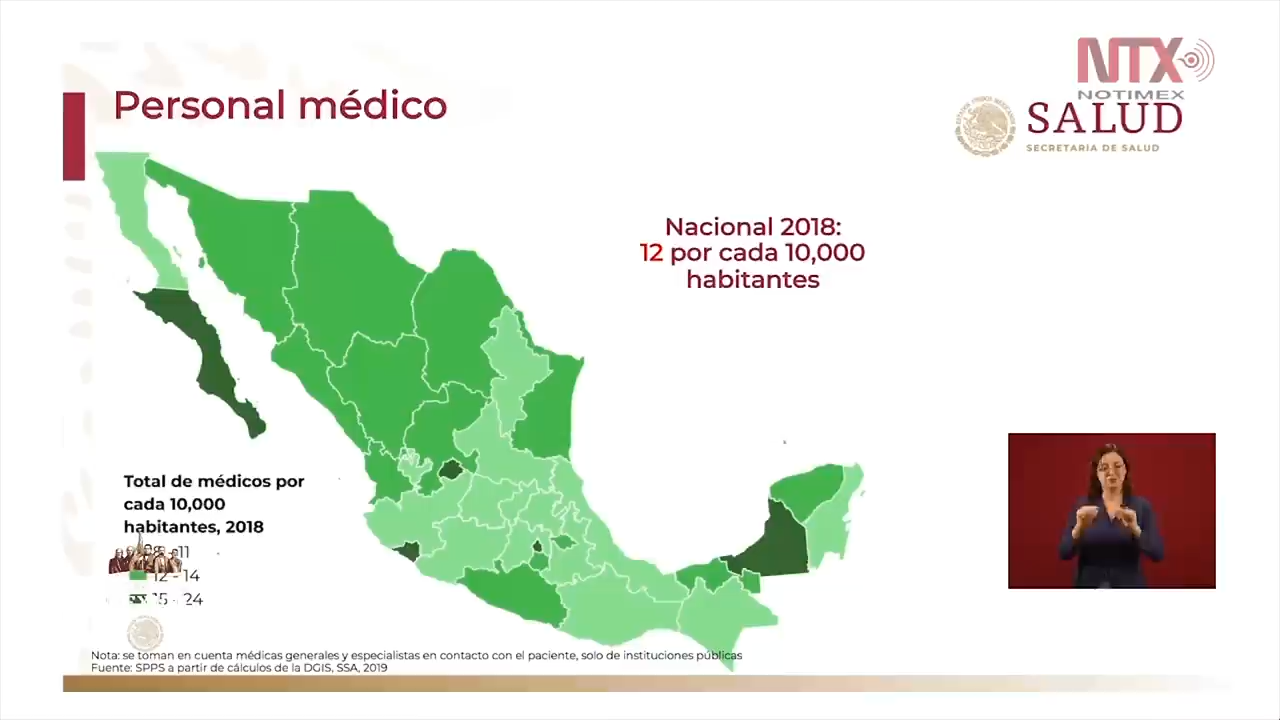 NTX
NOTIMEX
Personal médico
SALUD
SECRETARÍA DE SALUD
Nacional 2018:
12 por cada 10,000
habitantes
Total de médicos por
cada 10,000
habitantes, 2018
12 - 14
15 - 24
Nota: se toman en cuenta médicas generales y especialistas en contacto con el paciente, solo de instituciones públicas
Fuente: SPPS a partir de cálculos de la DGIS, SSA, 2019